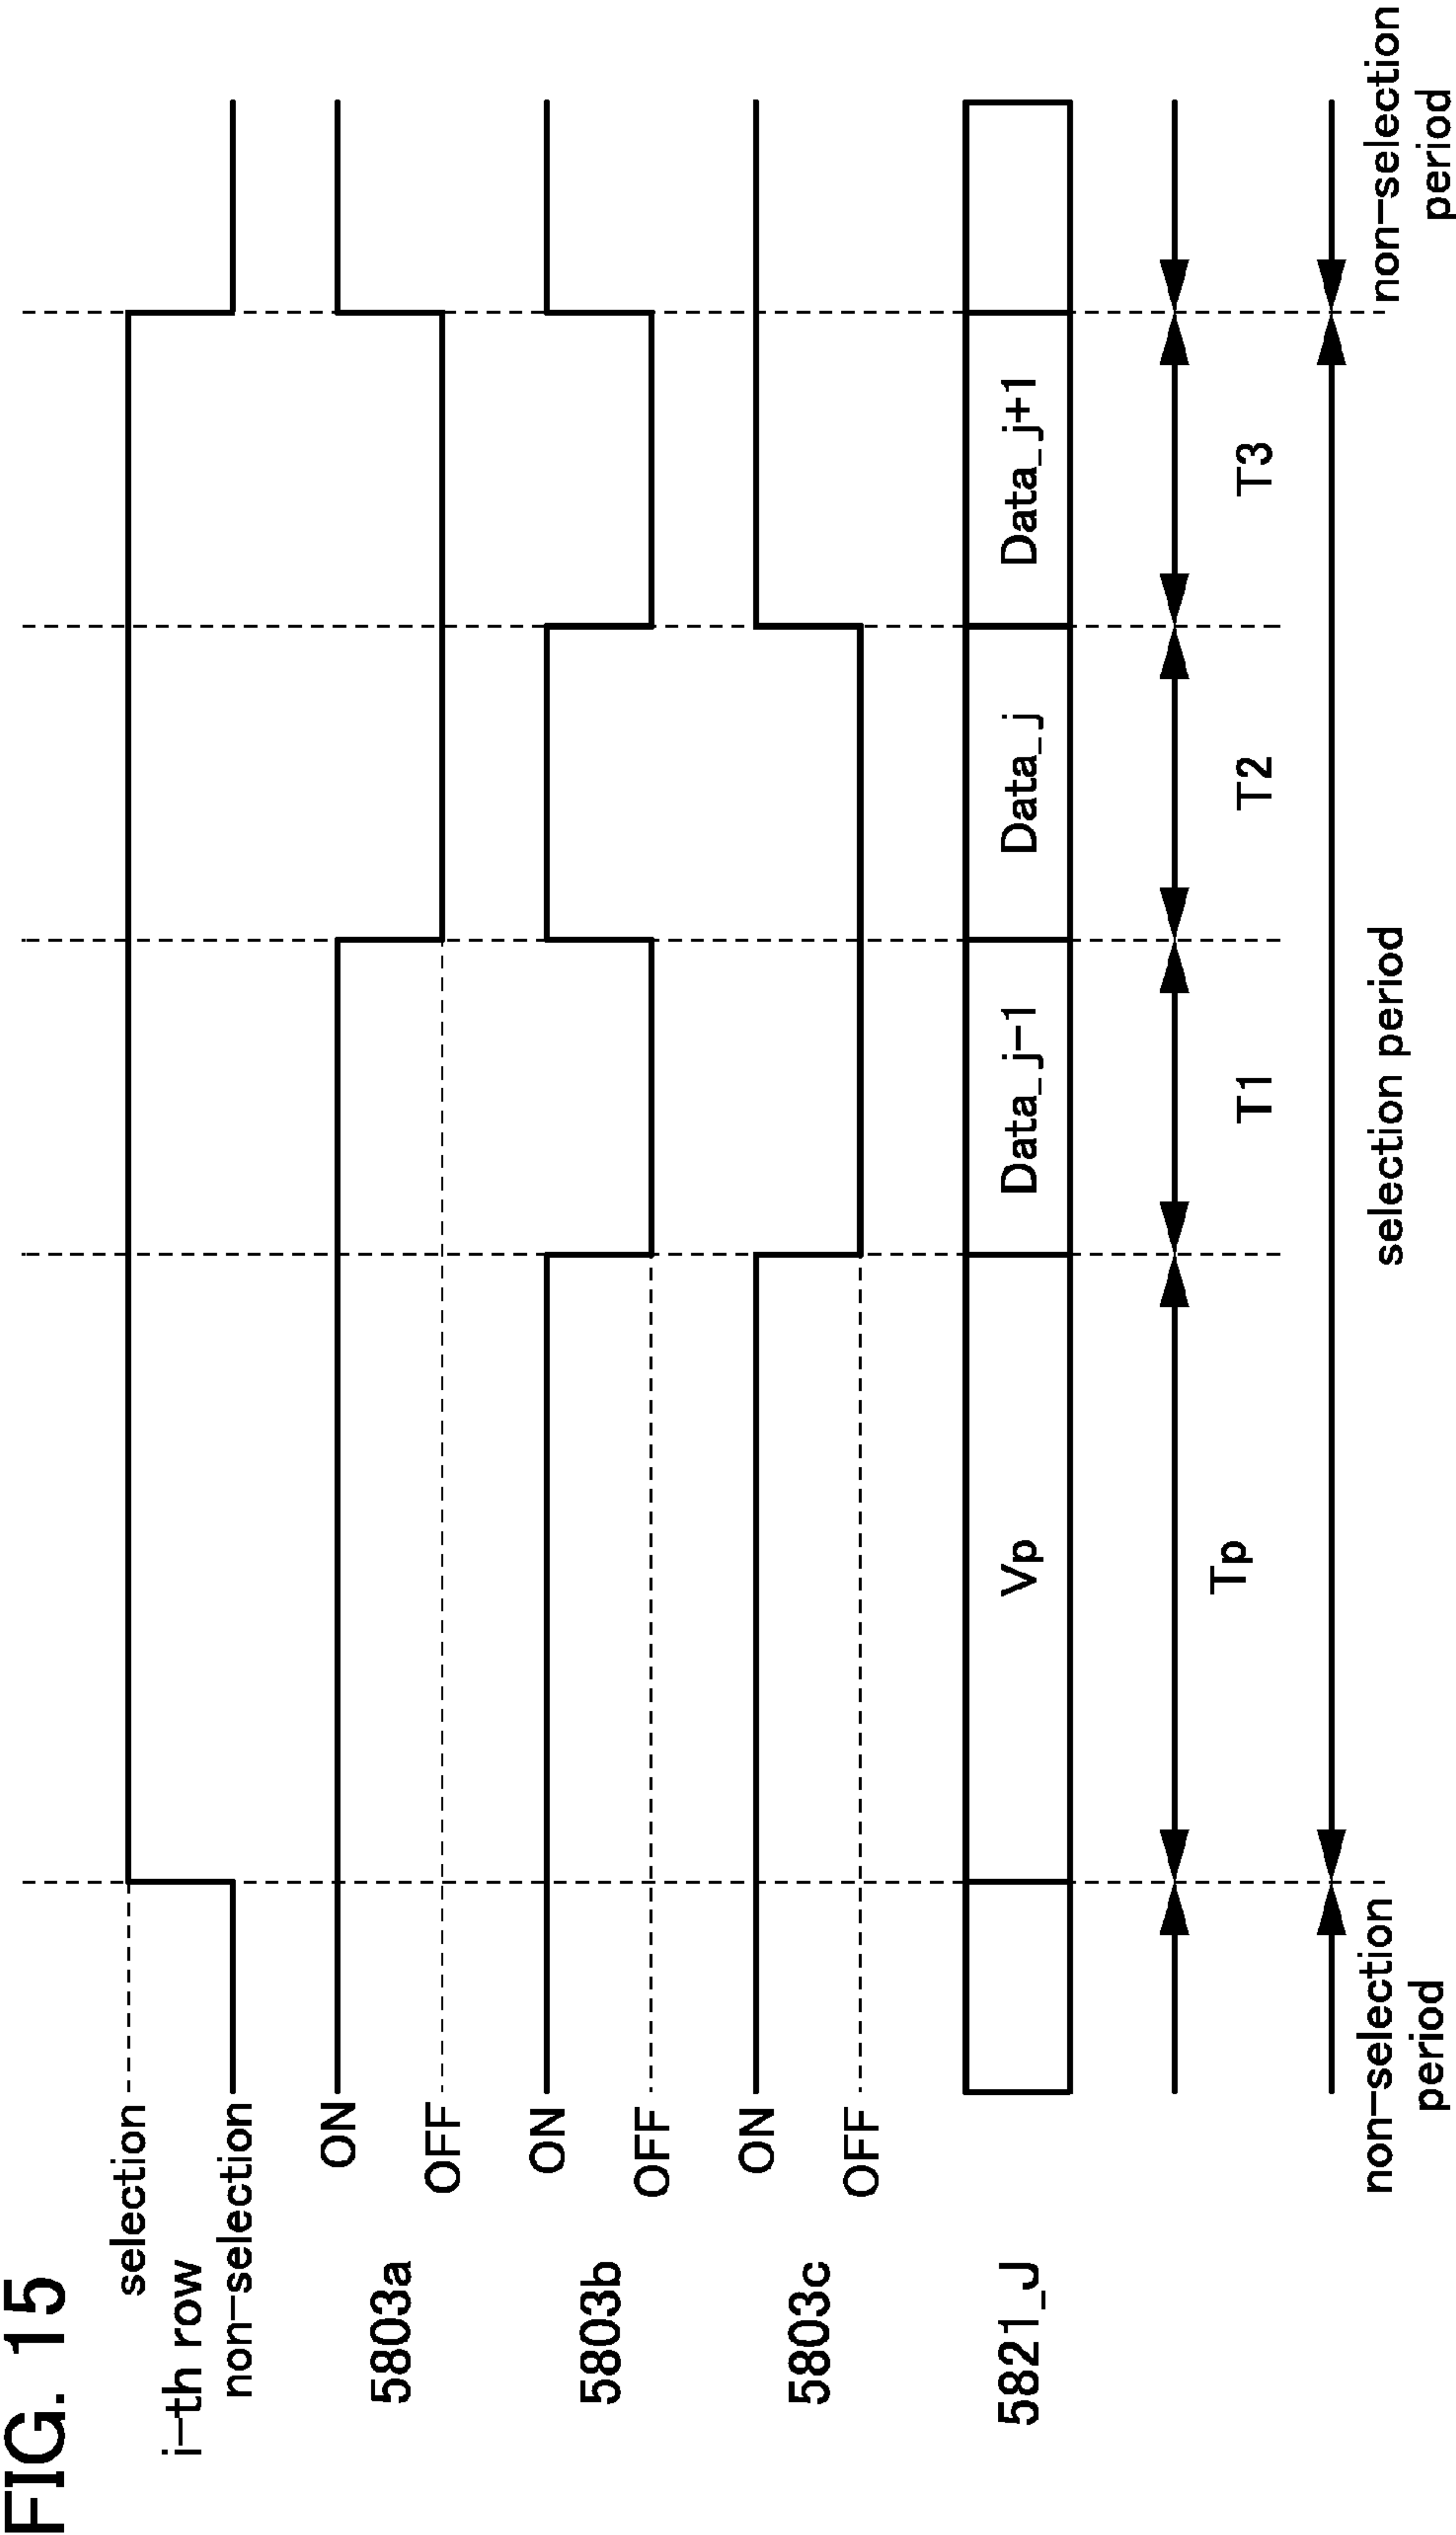 FIG. 15
selection
i-th row
non-selection
ON
5803a
OFF
ON
5803b
OFF
ON
5803c
OFF
5821_J
Vp
Data_j-1
Data_j
Data_j+1
Tp
T1
T2
T3
non-selection
period
selection period
non-selection
period